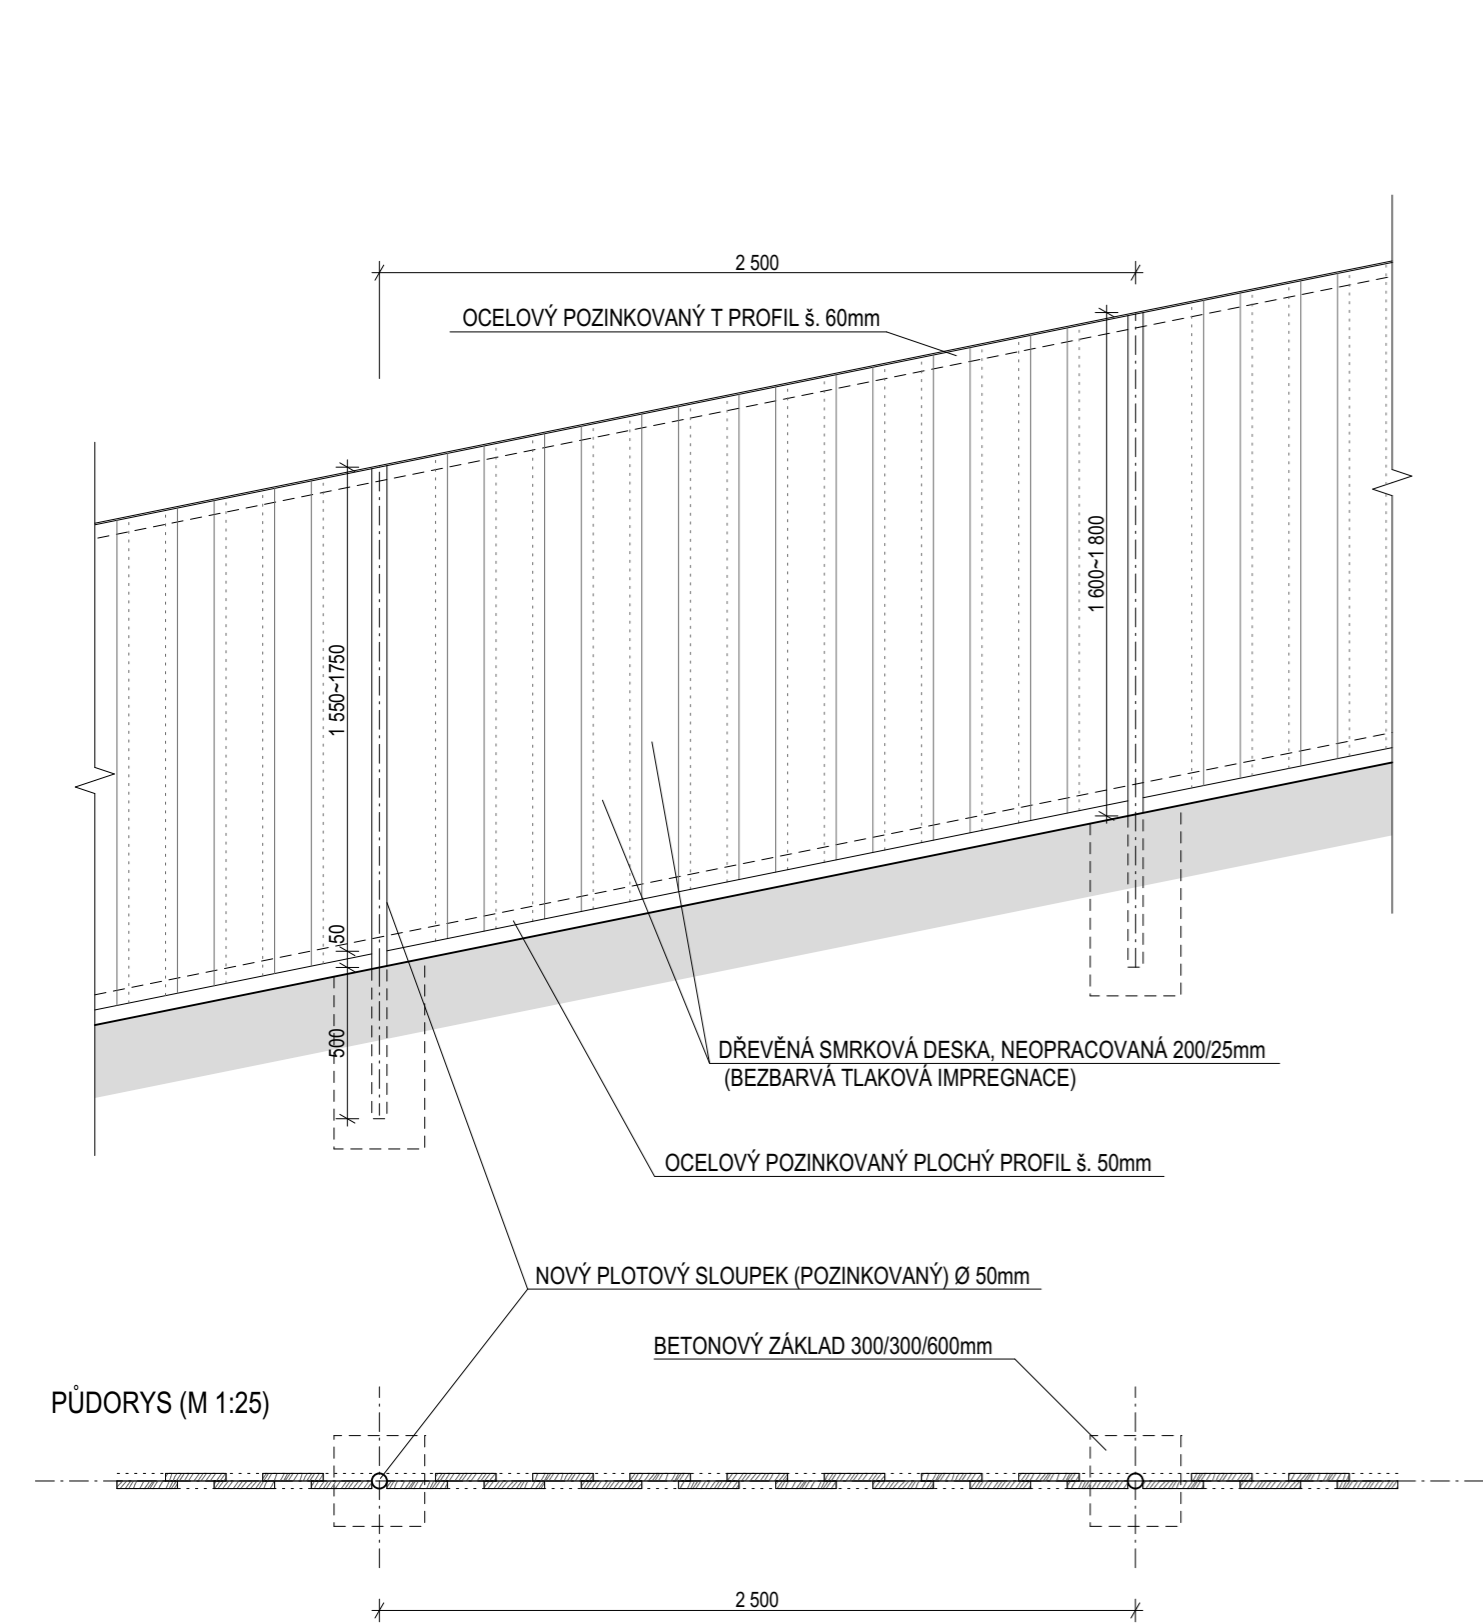 2 500
OCELOVÝ POZINKOVANÝ T PROFIL š. 60mm
1 600~1 800
1 550~1750
50
500
DŘEVĚNÁ SMRKOVÁ DESKA, NEOPRACOVANÁ 200/25mm
(BEZBARVÁ TLAKOVÁ IMPREGNACE)
OCELOVÝ POZINKOVANÝ PLOCHÝ PROFIL š. 50mm
NOVÝ PLOTOVÝ SLOUPEK (POZINKOVANÝ) Ø 50mm
BETONOVÝ ZÁKLAD 300/300/600mm
PŮDORYS (M 1:25)
2 500